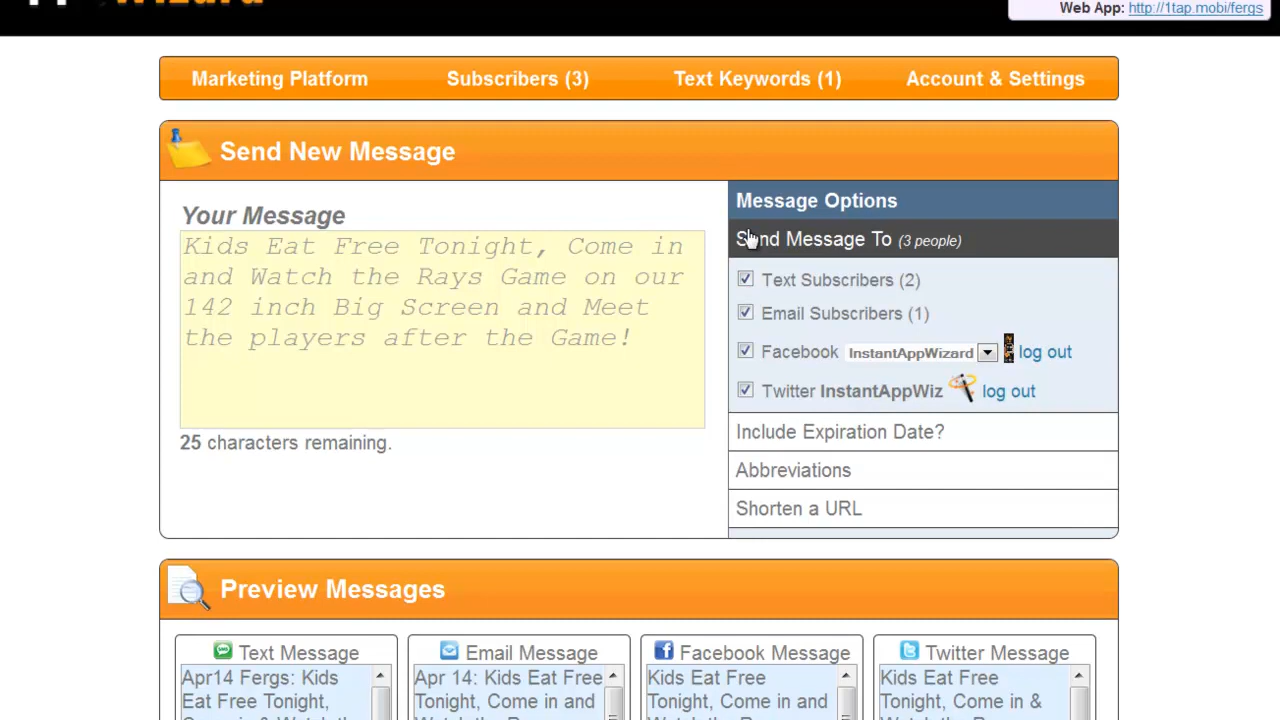 Web App: http://1tap.mobi/fergs
Marketing Platform Subscribers (3) Text Keywords (1) Account & Settings
Send New Message
Your Message
Kids Eat Free Tonight, Come in
and Watch the Rays Game on our
142 inch Big Screen and Meet
the players after the Game!
25 characters remaining.
Message Options
Send Message To (3 people)
Text Subscribers (2)
Email Subscribers (1)
Facebook InstantAppWizard log out
Twitter InstantAppWiz log out
Include Expiration Date?
Abbreviations
Shorten a URL
Preview Messages
Text Message
Apr14 Fergs: Kids
Eat Free Tonight,
Email Message
Apr 14: Kids Eat Free
Tonight, Come in and
Facebook Message
Kids Eat Free
Tonight, Come in and
Twitter Message
Kids Eat Free
Tonight, Come in &